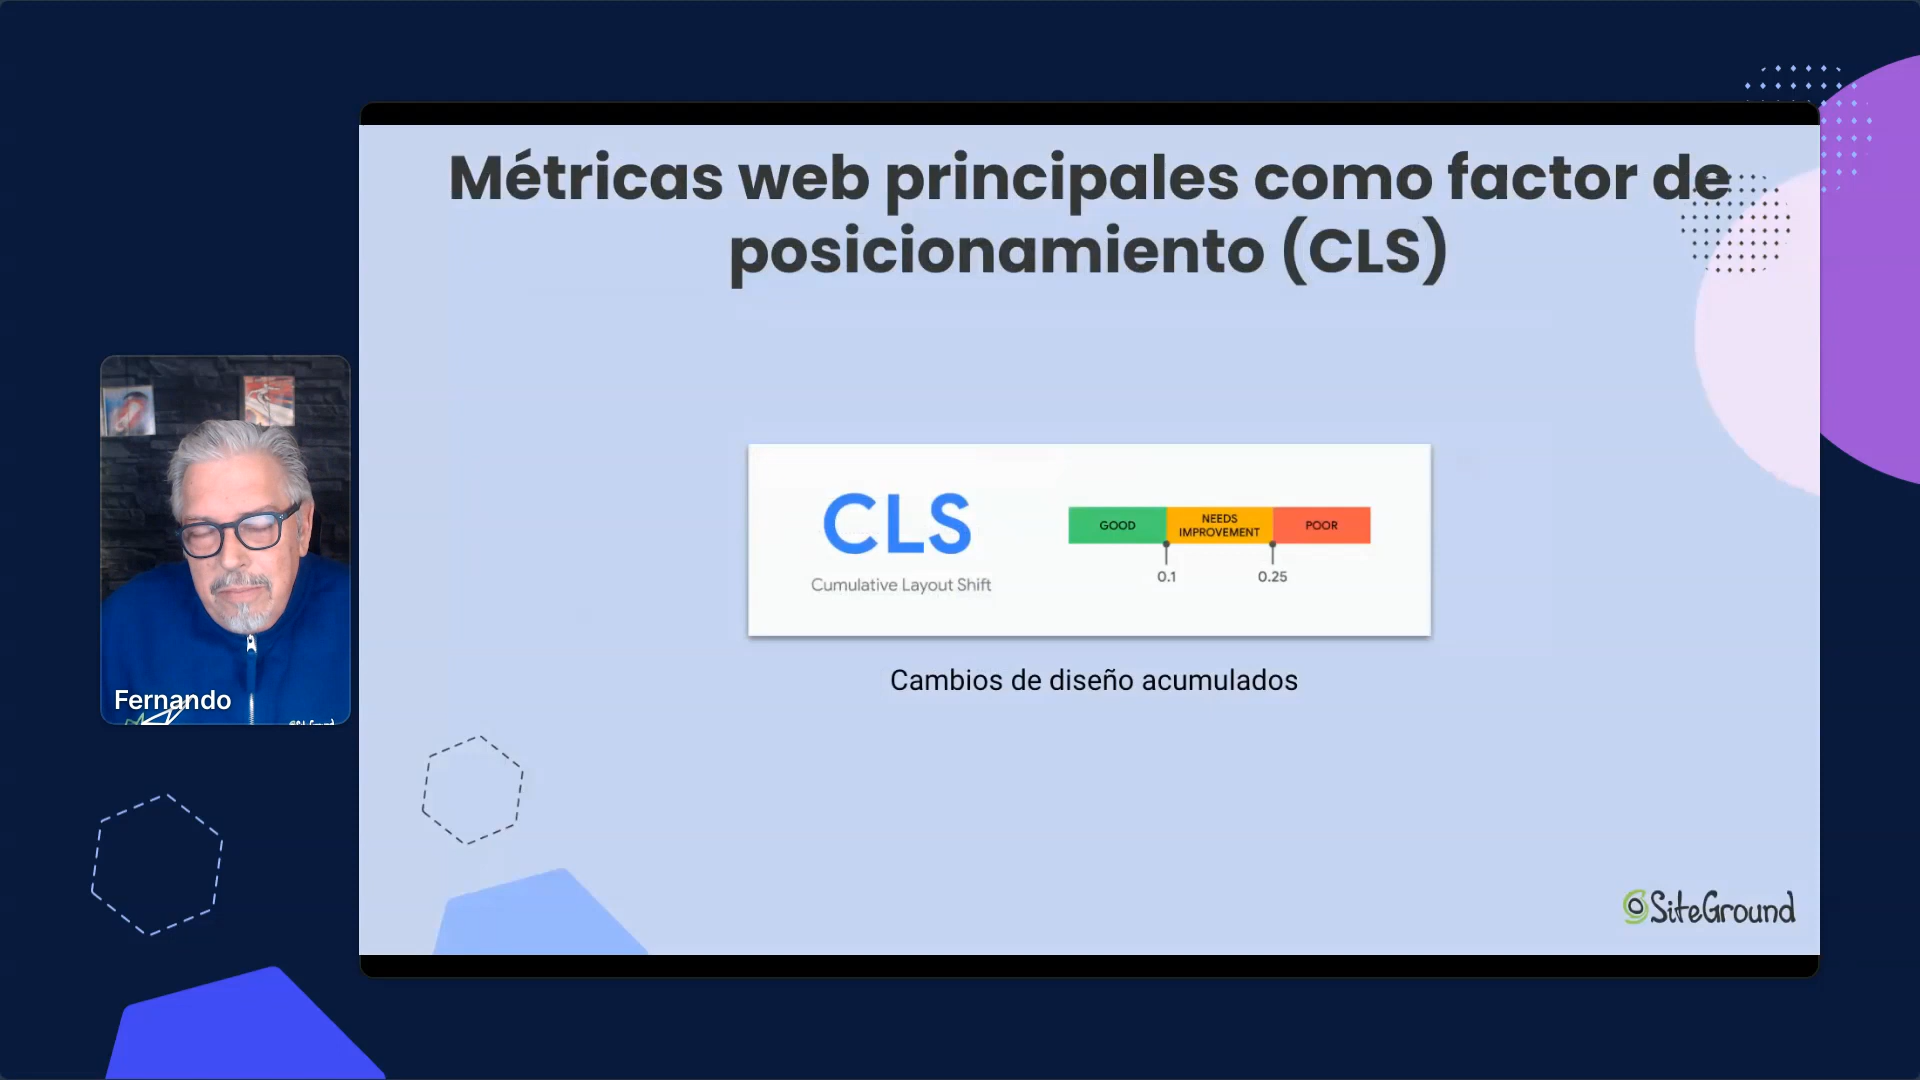 Métricas web principales como factor de
posicionamiento (CLS)
CLS
Cumulative Layout Shift
GOOD
NEEDS
IMPROVEMENT
POOR
0.1
0.25
Cambios de diseño acumulados
Fernando
SiteGround
SiteGround